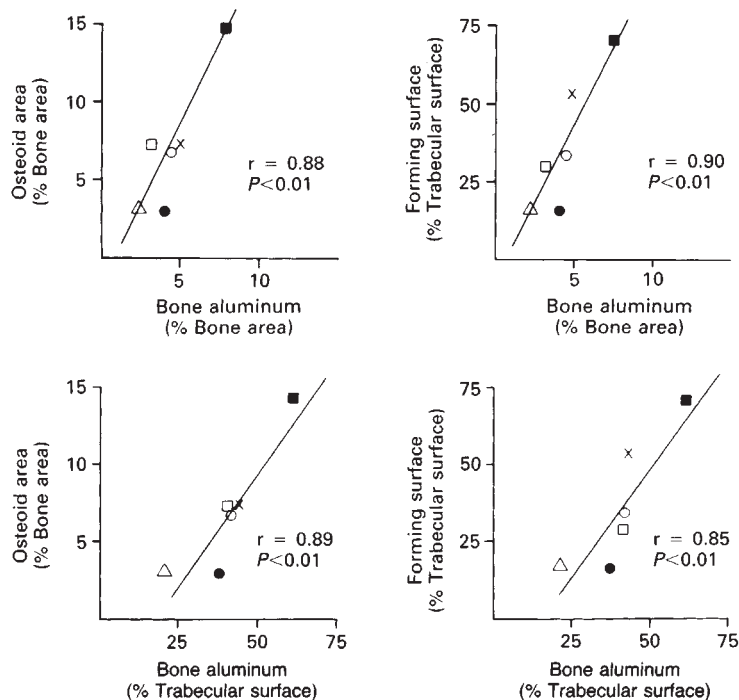 Osteoid area
(% Bone area)
15
10
5
r = 0.88
P<0.01
5
10
Bone aluminum
(% Bone area)
Forming surface
(% Trabecular surface)
75
50
25
r = 0.90
P<0.01
5
10
Bone aluminum
(% Bone area)
Osteoid area
(% Bone area)
15
10
5
r = 0.89
P<0.01
25
50
75
Bone aluminum
(% Trabecular surface)
Forming surface
(% Trabecular surface)
75
50
25
r = 0.85
P<0.01
25
50
75
Bone aluminum
(% Trabecular surface)